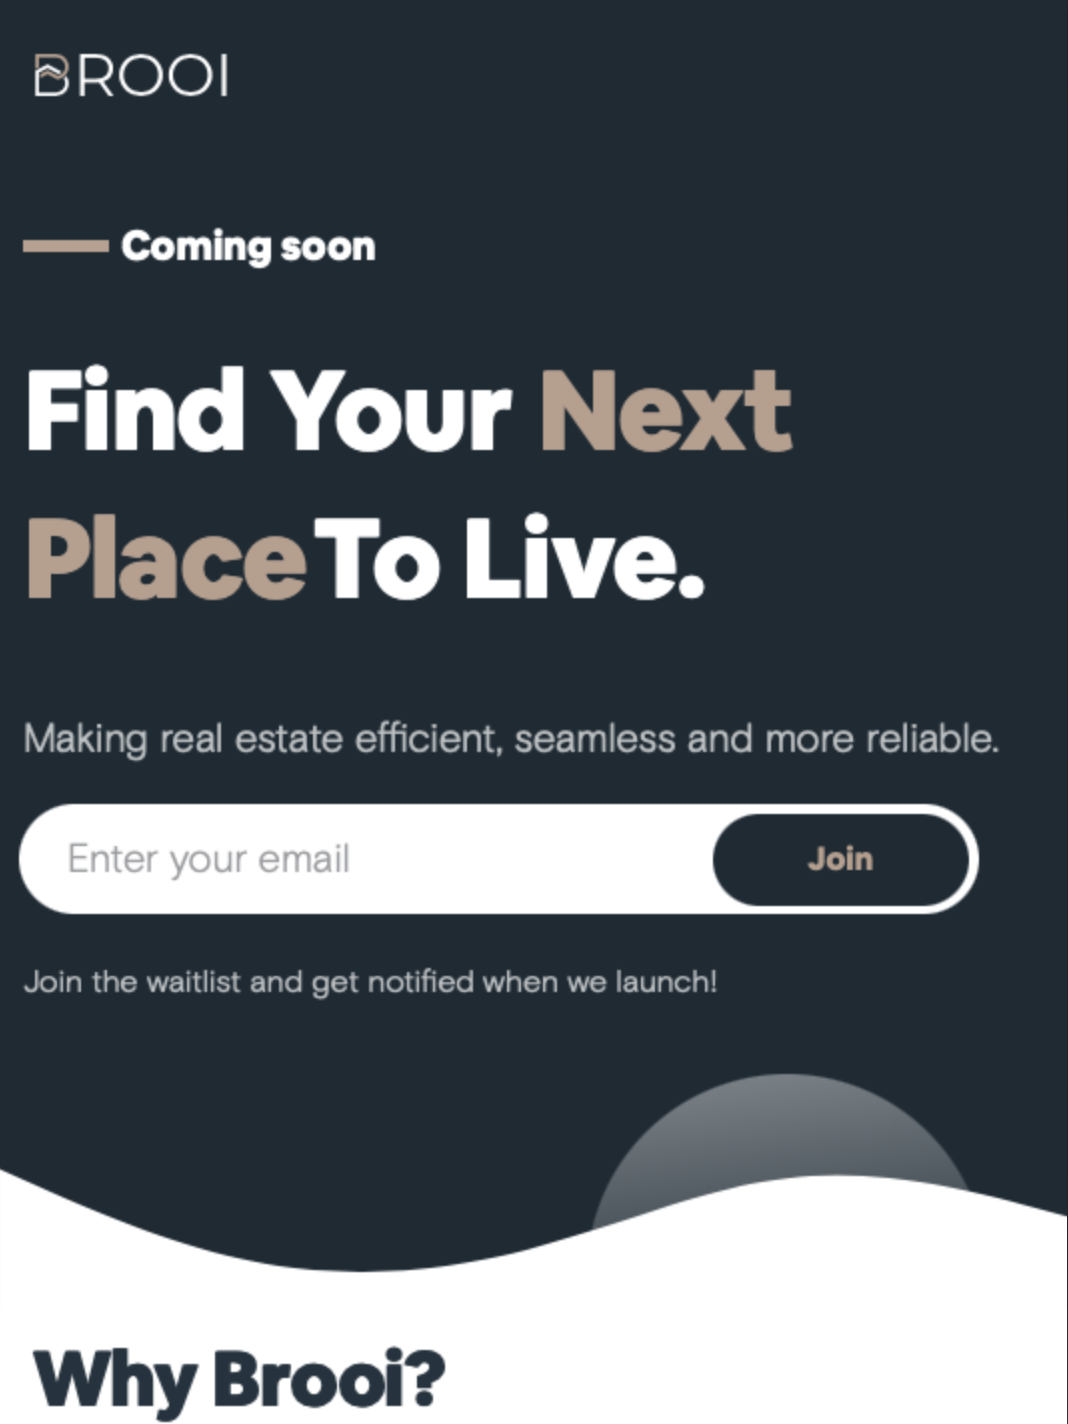 BROOI
Coming soon
Find Your Next
Place To Live.
Making real estate efficient, seamless and more reliable.
Enter your email
Join
Join the waitlist and get notified when we launch!
Why Brooi?